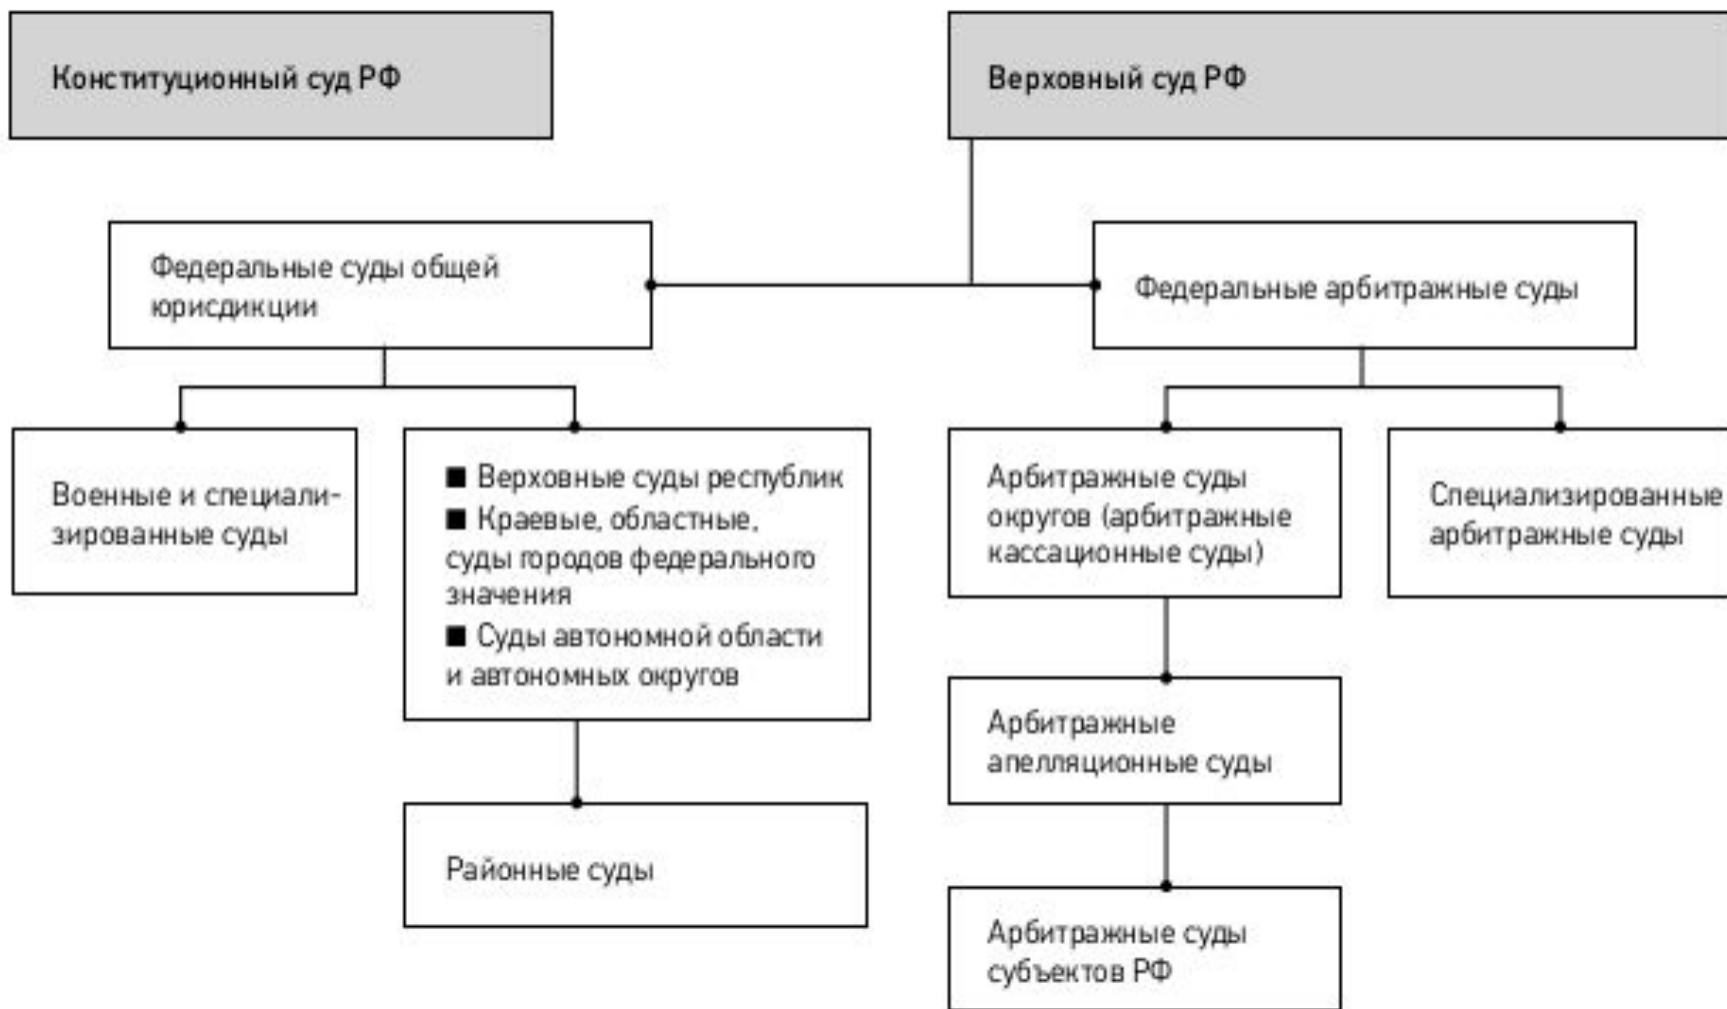 Конституционный суд РФ
Верховный суд РФ
Федеральные суды общей
юрисдикции
Федеральные арбитражные суды
Военные и специали-
зированные суды
■ Верховные суды республик
■ Краевые, областные,
суды городов федерального
значения
■ Суды автономной области
и автономных округов
Арбитражные суды
округов (арбитражные
кассационные суды)
Специализированные
арбитражные суды
Арбитражные
апелляционные суды
Районные суды
Арбитражные суды
субъектов РФ